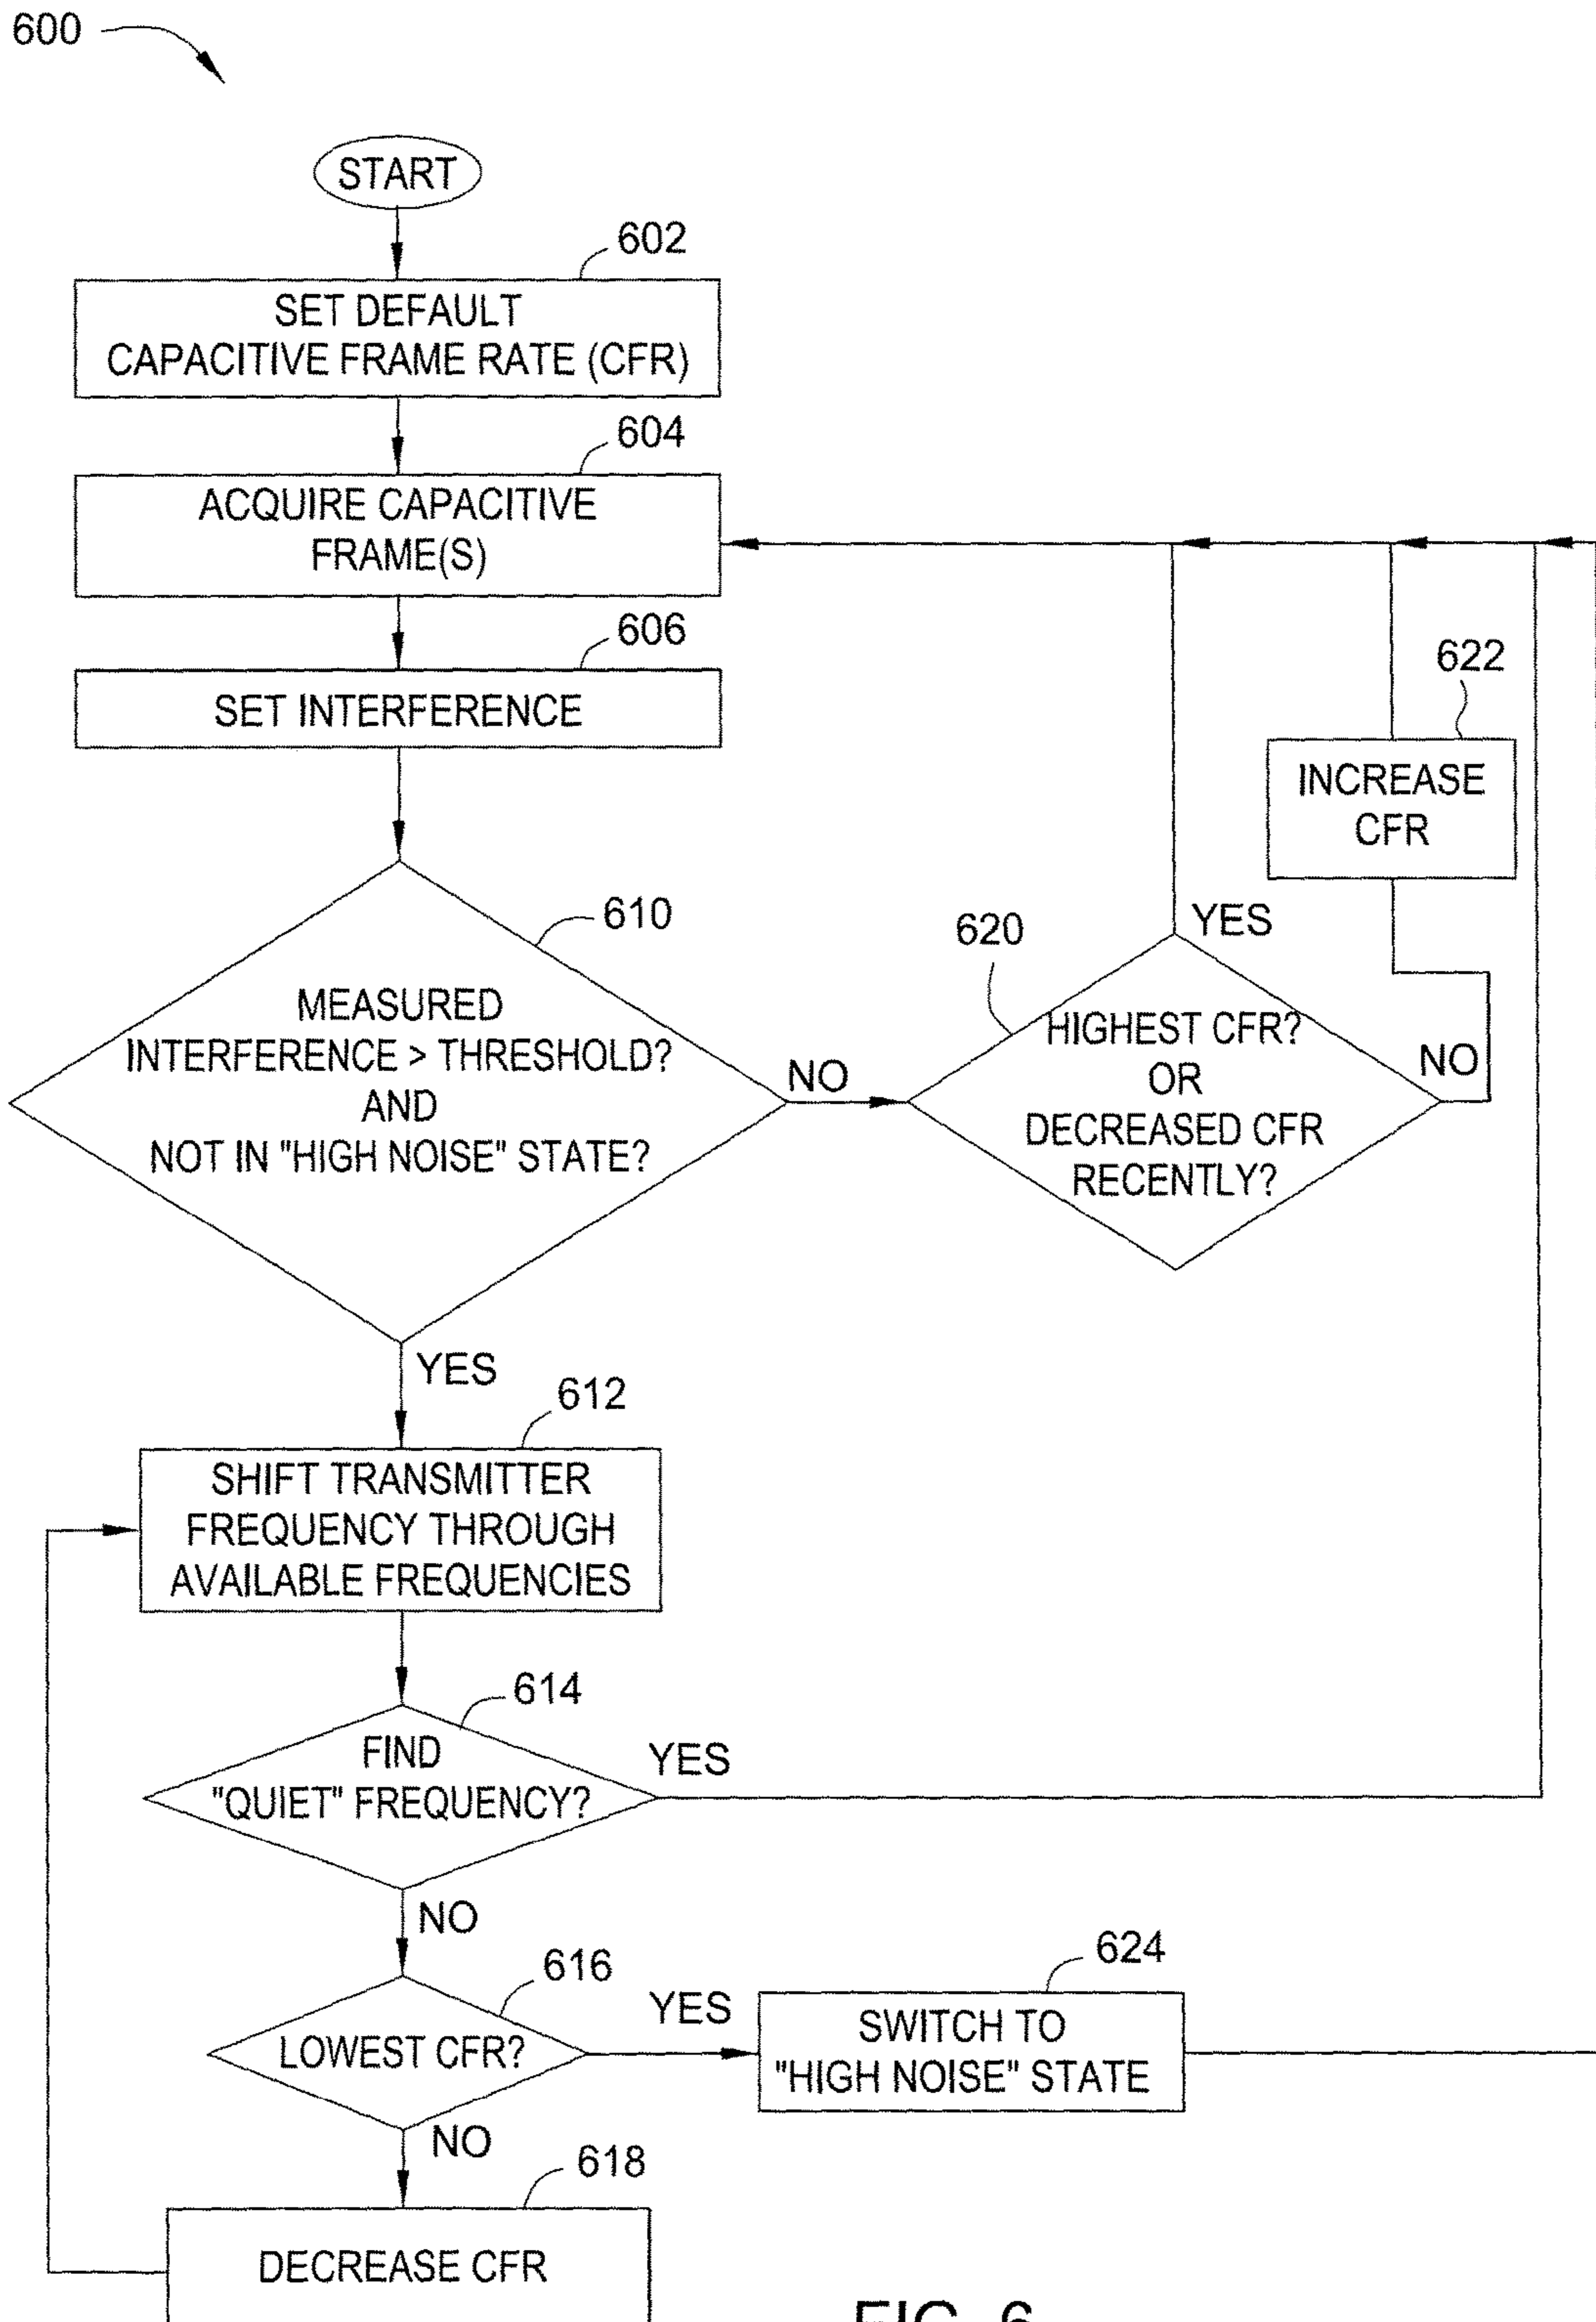 600
START
602
SET DEFAULT
CAPACITIVE FRAME RATE (CFR)
604
ACQUIRE CAPACITIVE
FRAME(S)
606
SET INTERFERENCE
622
INCREASE
CFR
610
MEASURED
INTERFERENCE > THRESHOLD?
AND
NOT IN "HIGH NOISE" STATE?
NO
620
YES
HIGHEST CFR?
OR
DECREASED CFR
RECENTLY?
NO
YES
612
SHIFT TRANSMITTER
FREQUENCY THROUGH
AVAILABLE FREQUENCIES
614
FIND
"QUIET" FREQUENCY?
YES
NO
616
LOWEST CFR?
YES
624
SWITCH TO
"HIGH NOISE" STATE
NO
618
DECREASE CFR
FIG. 6